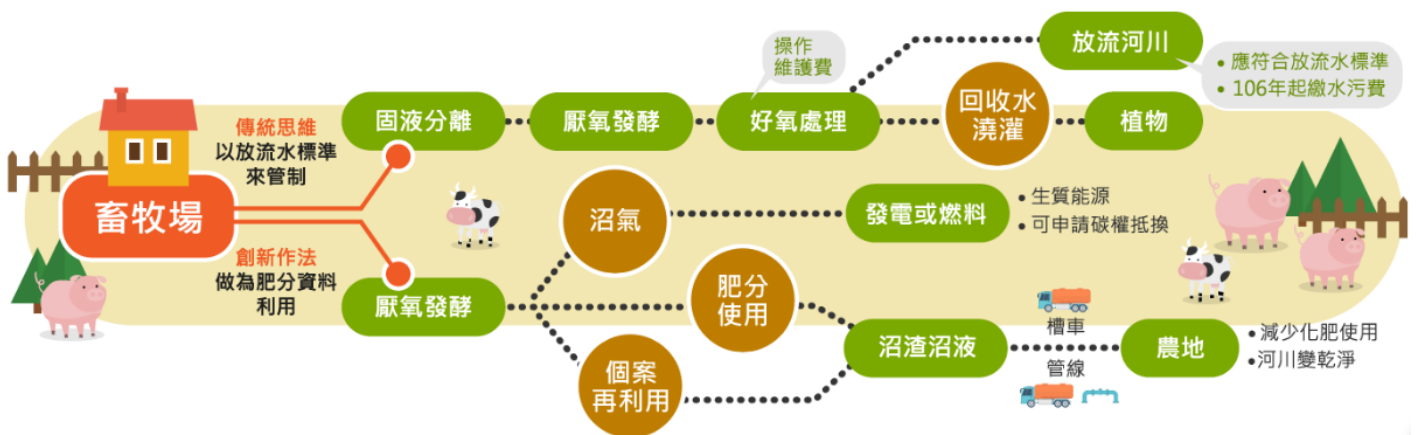 畜牧場
傳統思維
以放流水標準
來管制
固液分離
厭氧發酵
操作
維護費
好氧處理
放流河川
• 應符合放流水標準
• 106年起繳水污費
回收水
澆灌
植物
創新作法
做為肥分資料
利用
厭氧發酵
沼氣
發電或燃料
• 生質能源
• 可申請碳權抵換
肥分
使用
個案
再利用
沼渣沼液
槽車
管線
農地
• 減少化肥使用
• 河川變乾淨